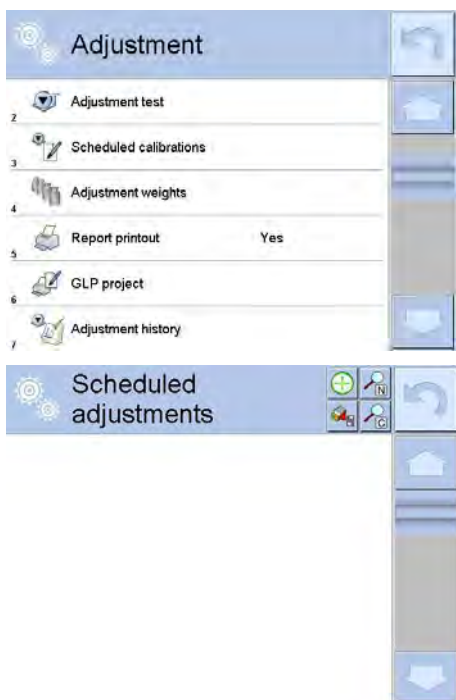 Adjustment
2 Adjustment test
3 Scheduled calibrations
4 Adjustment weights
5 Report printout Yes
6 GLP project
7 Adjustment history
Scheduled
adjustments
N
C